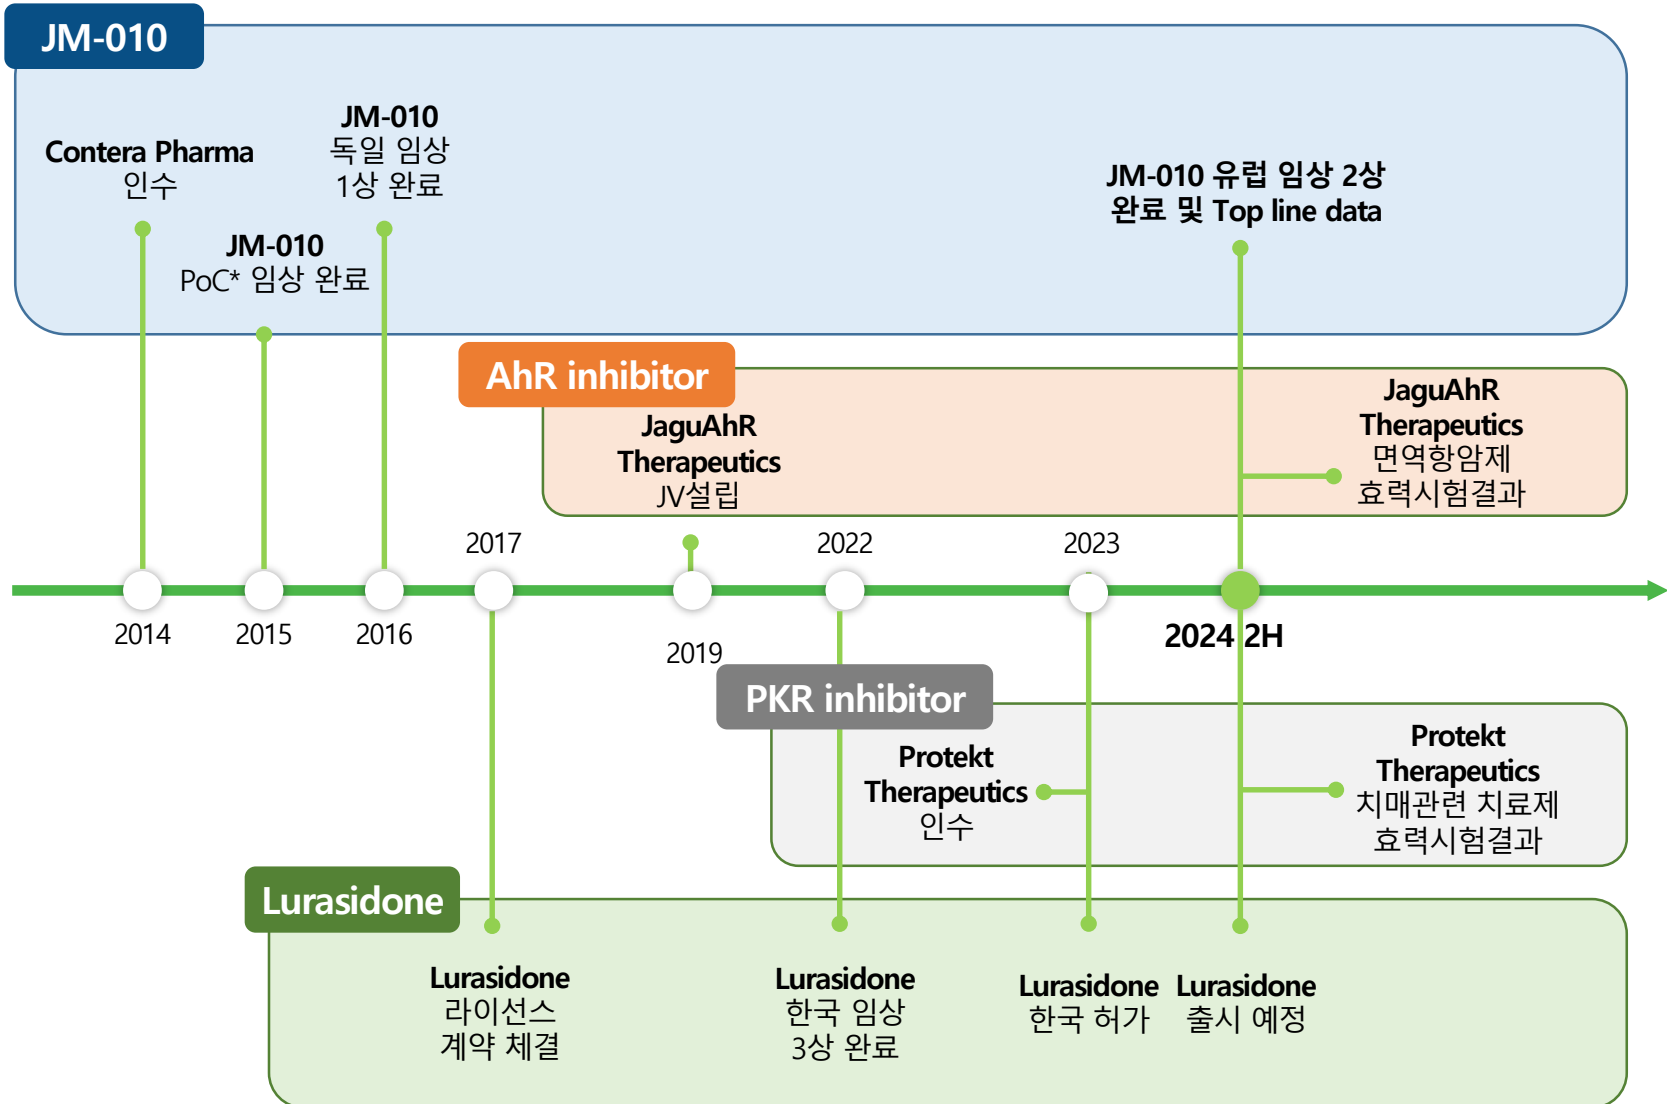 JM-010
Contera Pharma
인수
JM-010
PoC* 임상 완료
JM-010
독일 임상
1상 완료
JM-010 유럽 임상 2상
완료 및 Top line data
AhR inhibitor
JaguAhR
Therapeutics
JV설립
JaguAhR
Therapeutics
면역항암제
효력시험결과
2014
2015
2016
2017
2019
2022
2023
2024 2H
PKR inhibitor
Protekt
Therapeutics
인수
Protekt
Therapeutics
치매관련 치료제
효력시험결과
Lurasidone
Lurasidone
라이선스
계약 체결
Lurasidone
한국 임상
3상 완료
Lurasidone
한국 허가
Lurasidone
출시 예정